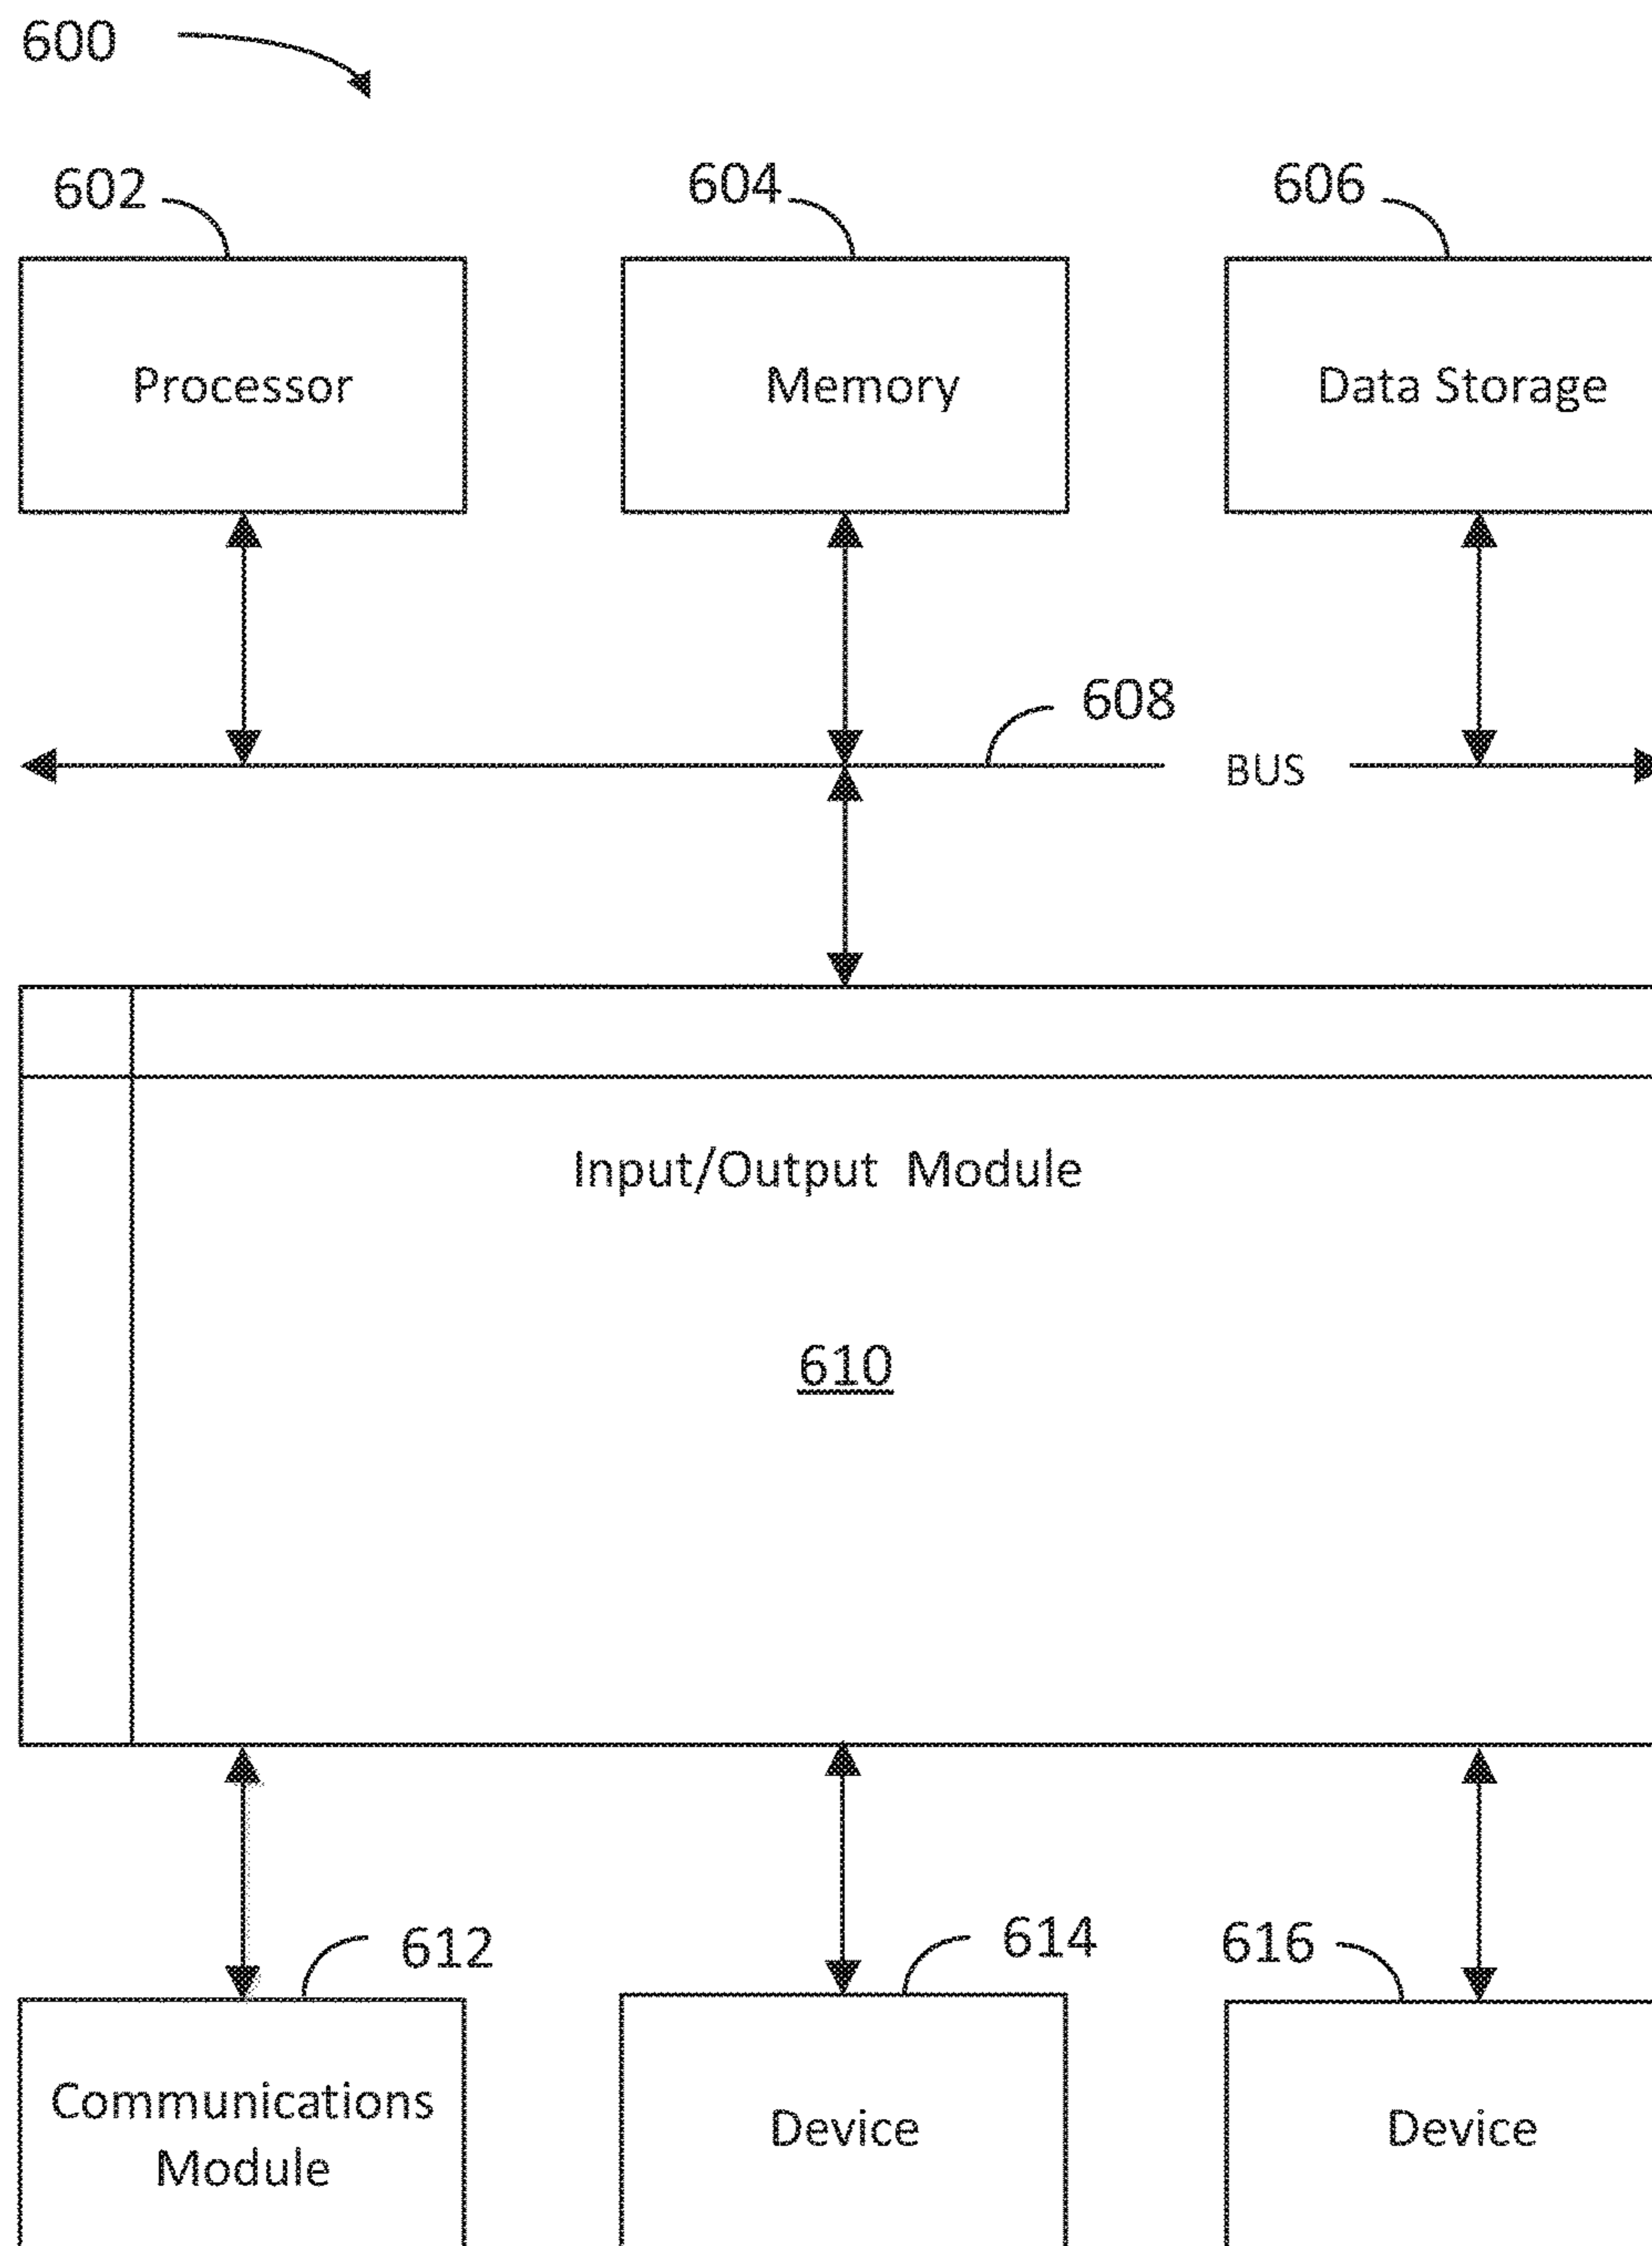 600
602
604
606
Processor
Memory
Data Storage
608
BUS
Input/Output Module
610
612
614
616
Communications
Module
Device
Device